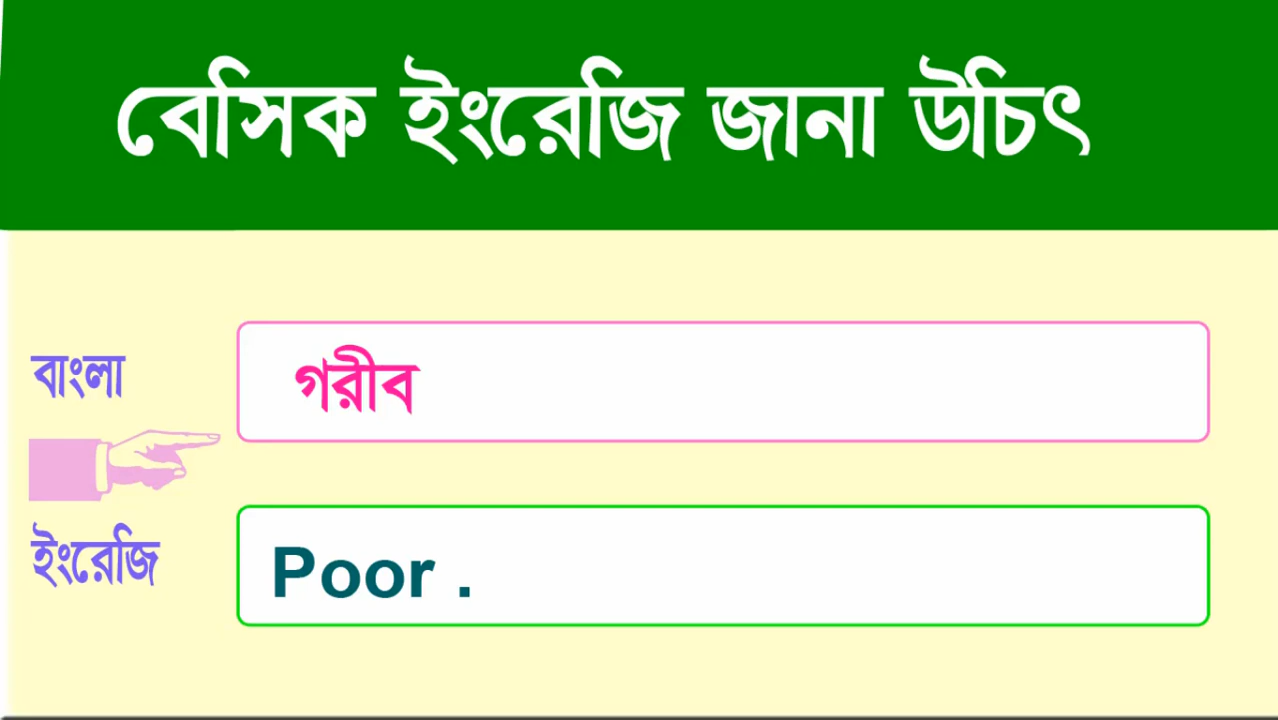 বেসিক ইংরেজি জানা উচিৎ
বাংলা
গরীব
ইংরেজি
Poor .